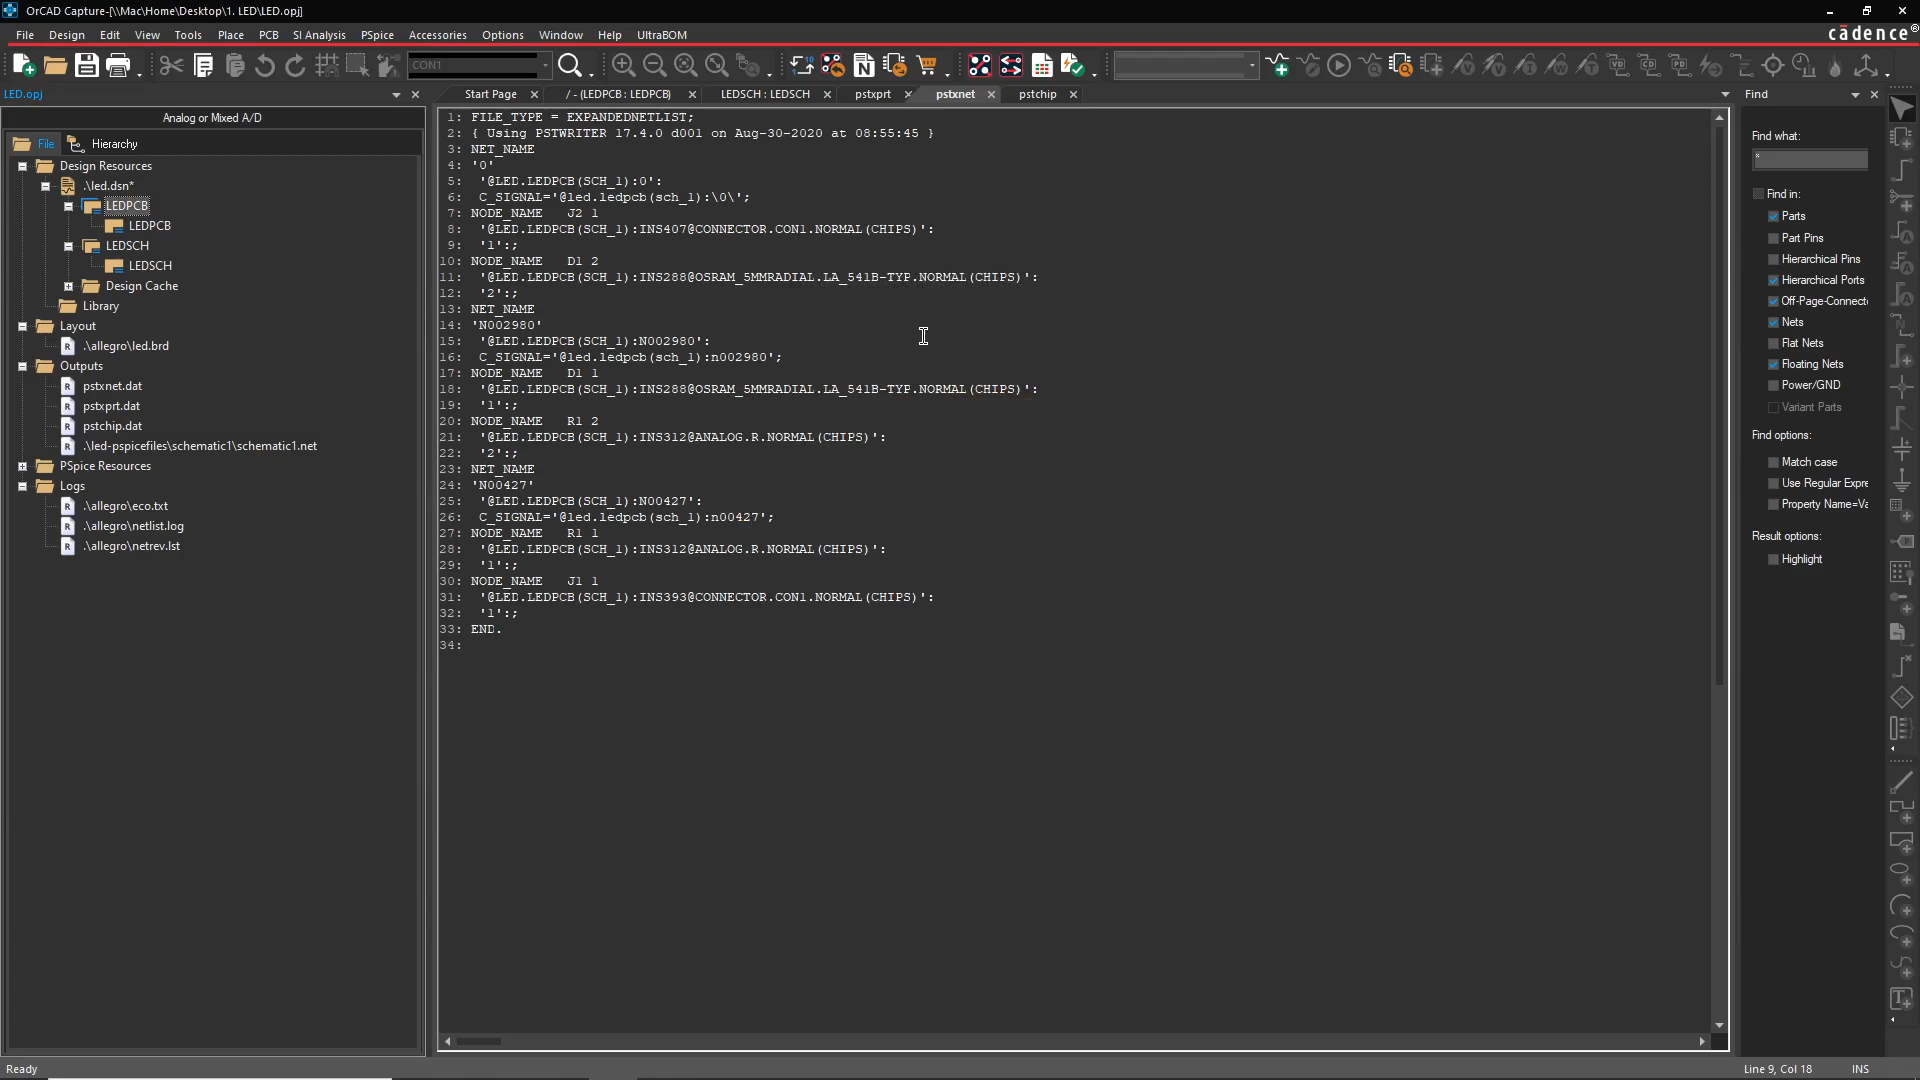 OrCAD Capture-[\\Mac\Home\Desktop\1. LED\LED.opj]
File Design Edit View Tools Place PCB SI Analysis PSpice Accessories Options Window Help UltraBOM
cādence®
CON1
LED.opj
Start Page / - (LEDPCB : LEDPCB) LEDSCH : LEDSCH pstxprt pstxnet pstchip
Find
Analog or Mixed A/D
File Hierarchy
Design Resources
.\led.dsn*
LEDPCB
LEDPCB
LEDSCH
LEDSCH
Design Cache
Library
Layout
.\allegro\led.brd
Outputs
pstxnet.dat
pstxprt.dat
pstchip.dat
.\led-pspicefiles\schematic1\schematic1.net
PSpice Resources
Logs
.\allegro\eco.txt
.\allegro\netlist.log
.\allegro\netrev.lst
1: FILE_TYPE = EXPANDEDNETLIST;
2: { Using PSTWRITER 17.4.0 d001 on Aug-30-2020 at 08:55:45 }
3: NET_NAME
4: '0'
5: '@LED.LEDPCB(SCH_1):0':
6: C_SIGNAL='@led.ledpcb(sch_1):\0\';
7: NODE_NAME J2 1
8: '@LED.LEDPCB(SCH_1):INS407@CONNECTOR.CON1.NORMAL(CHIPS)':
9: '1':;
10: NODE_NAME D1 2
11: '@LED.LEDPCB(SCH_1):INS288@OSRAM_5MMRADIAL.LA_541B-TYP.NORMAL(CHIPS)':
12: '2':;
13: NET_NAME
14: 'N002980'
15: '@LED.LEDPCB(SCH_1):N002980':
16: C_SIGNAL='@led.ledpcb(sch_1):n002980';
17: NODE_NAME D1 1
18: '@LED.LEDPCB(SCH_1):INS288@OSRAM_5MMRADIAL.LA_541B-TYP.NORMAL(CHIPS)':
19: '1':;
20: NODE_NAME R1 2
21: '@LED.LEDPCB(SCH_1):INS312@ANALOG.R.NORMAL(CHIPS)':
22: '2':;
23: NET_NAME
24: 'N00427'
25: '@LED.LEDPCB(SCH_1):N00427':
26: C_SIGNAL='@led.ledpcb(sch_1):n00427';
27: NODE_NAME R1 1
28: '@LED.LEDPCB(SCH_1):INS312@ANALOG.R.NORMAL(CHIPS)':
29: '1':;
30: NODE_NAME J1 1
31: '@LED.LEDPCB(SCH_1):INS393@CONNECTOR.CON1.NORMAL(CHIPS)':
32: '1':;
33: END.
34:
Find what:
*
Find in:
Parts
Part Pins
Hierarchical Pins
Hierarchical Ports
Off-Page-Connect
Nets
Flat Nets
Floating Nets
Power/GND
Variant Parts
Find options:
Match case
Use Regular Expre
Property Name=Va
Result options:
Highlight
Ready
Line 9, Col 18 INS